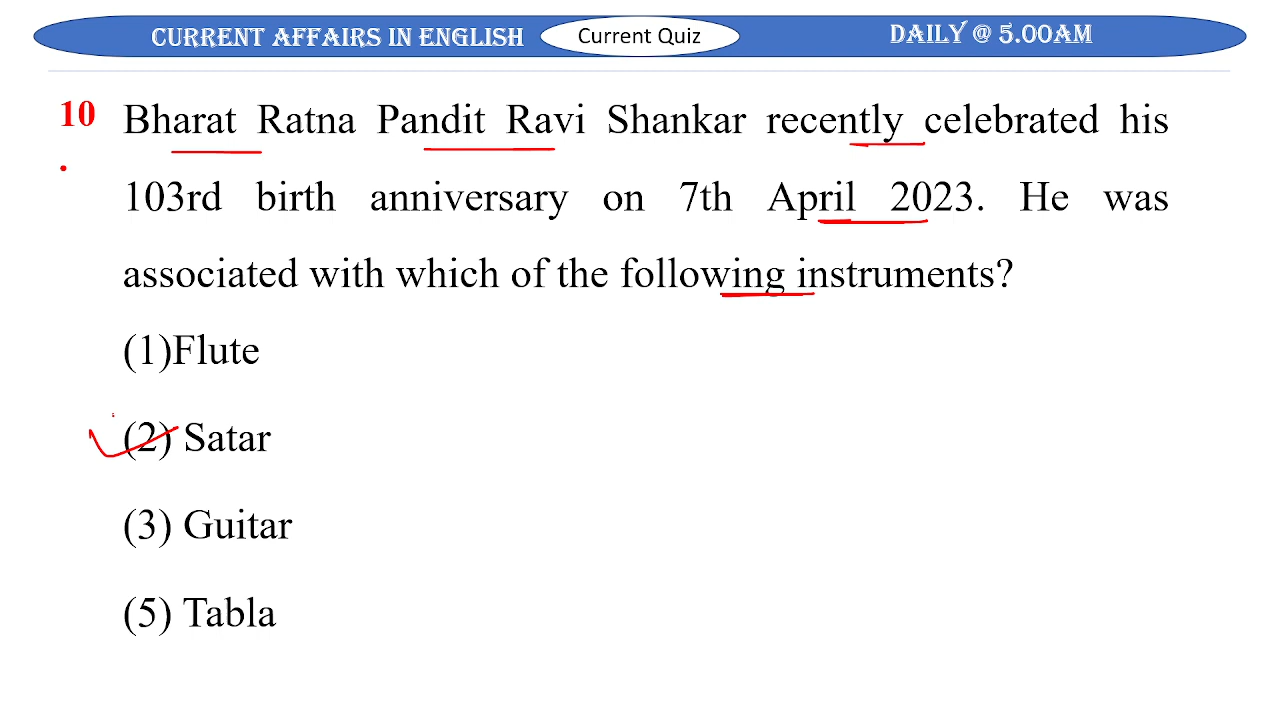 CURRENT AFFAIRS IN ENGLISH
Current Quiz
DAILY @ 5.00AM
10 Bharat Ratna Pandit Ravi Shankar recently celebrated his
. 103rd birth anniversary on 7th April 2023. He was
associated with which of the following instruments?
(1)Flute
(2) Satar
(3) Guitar
(5) Tabla